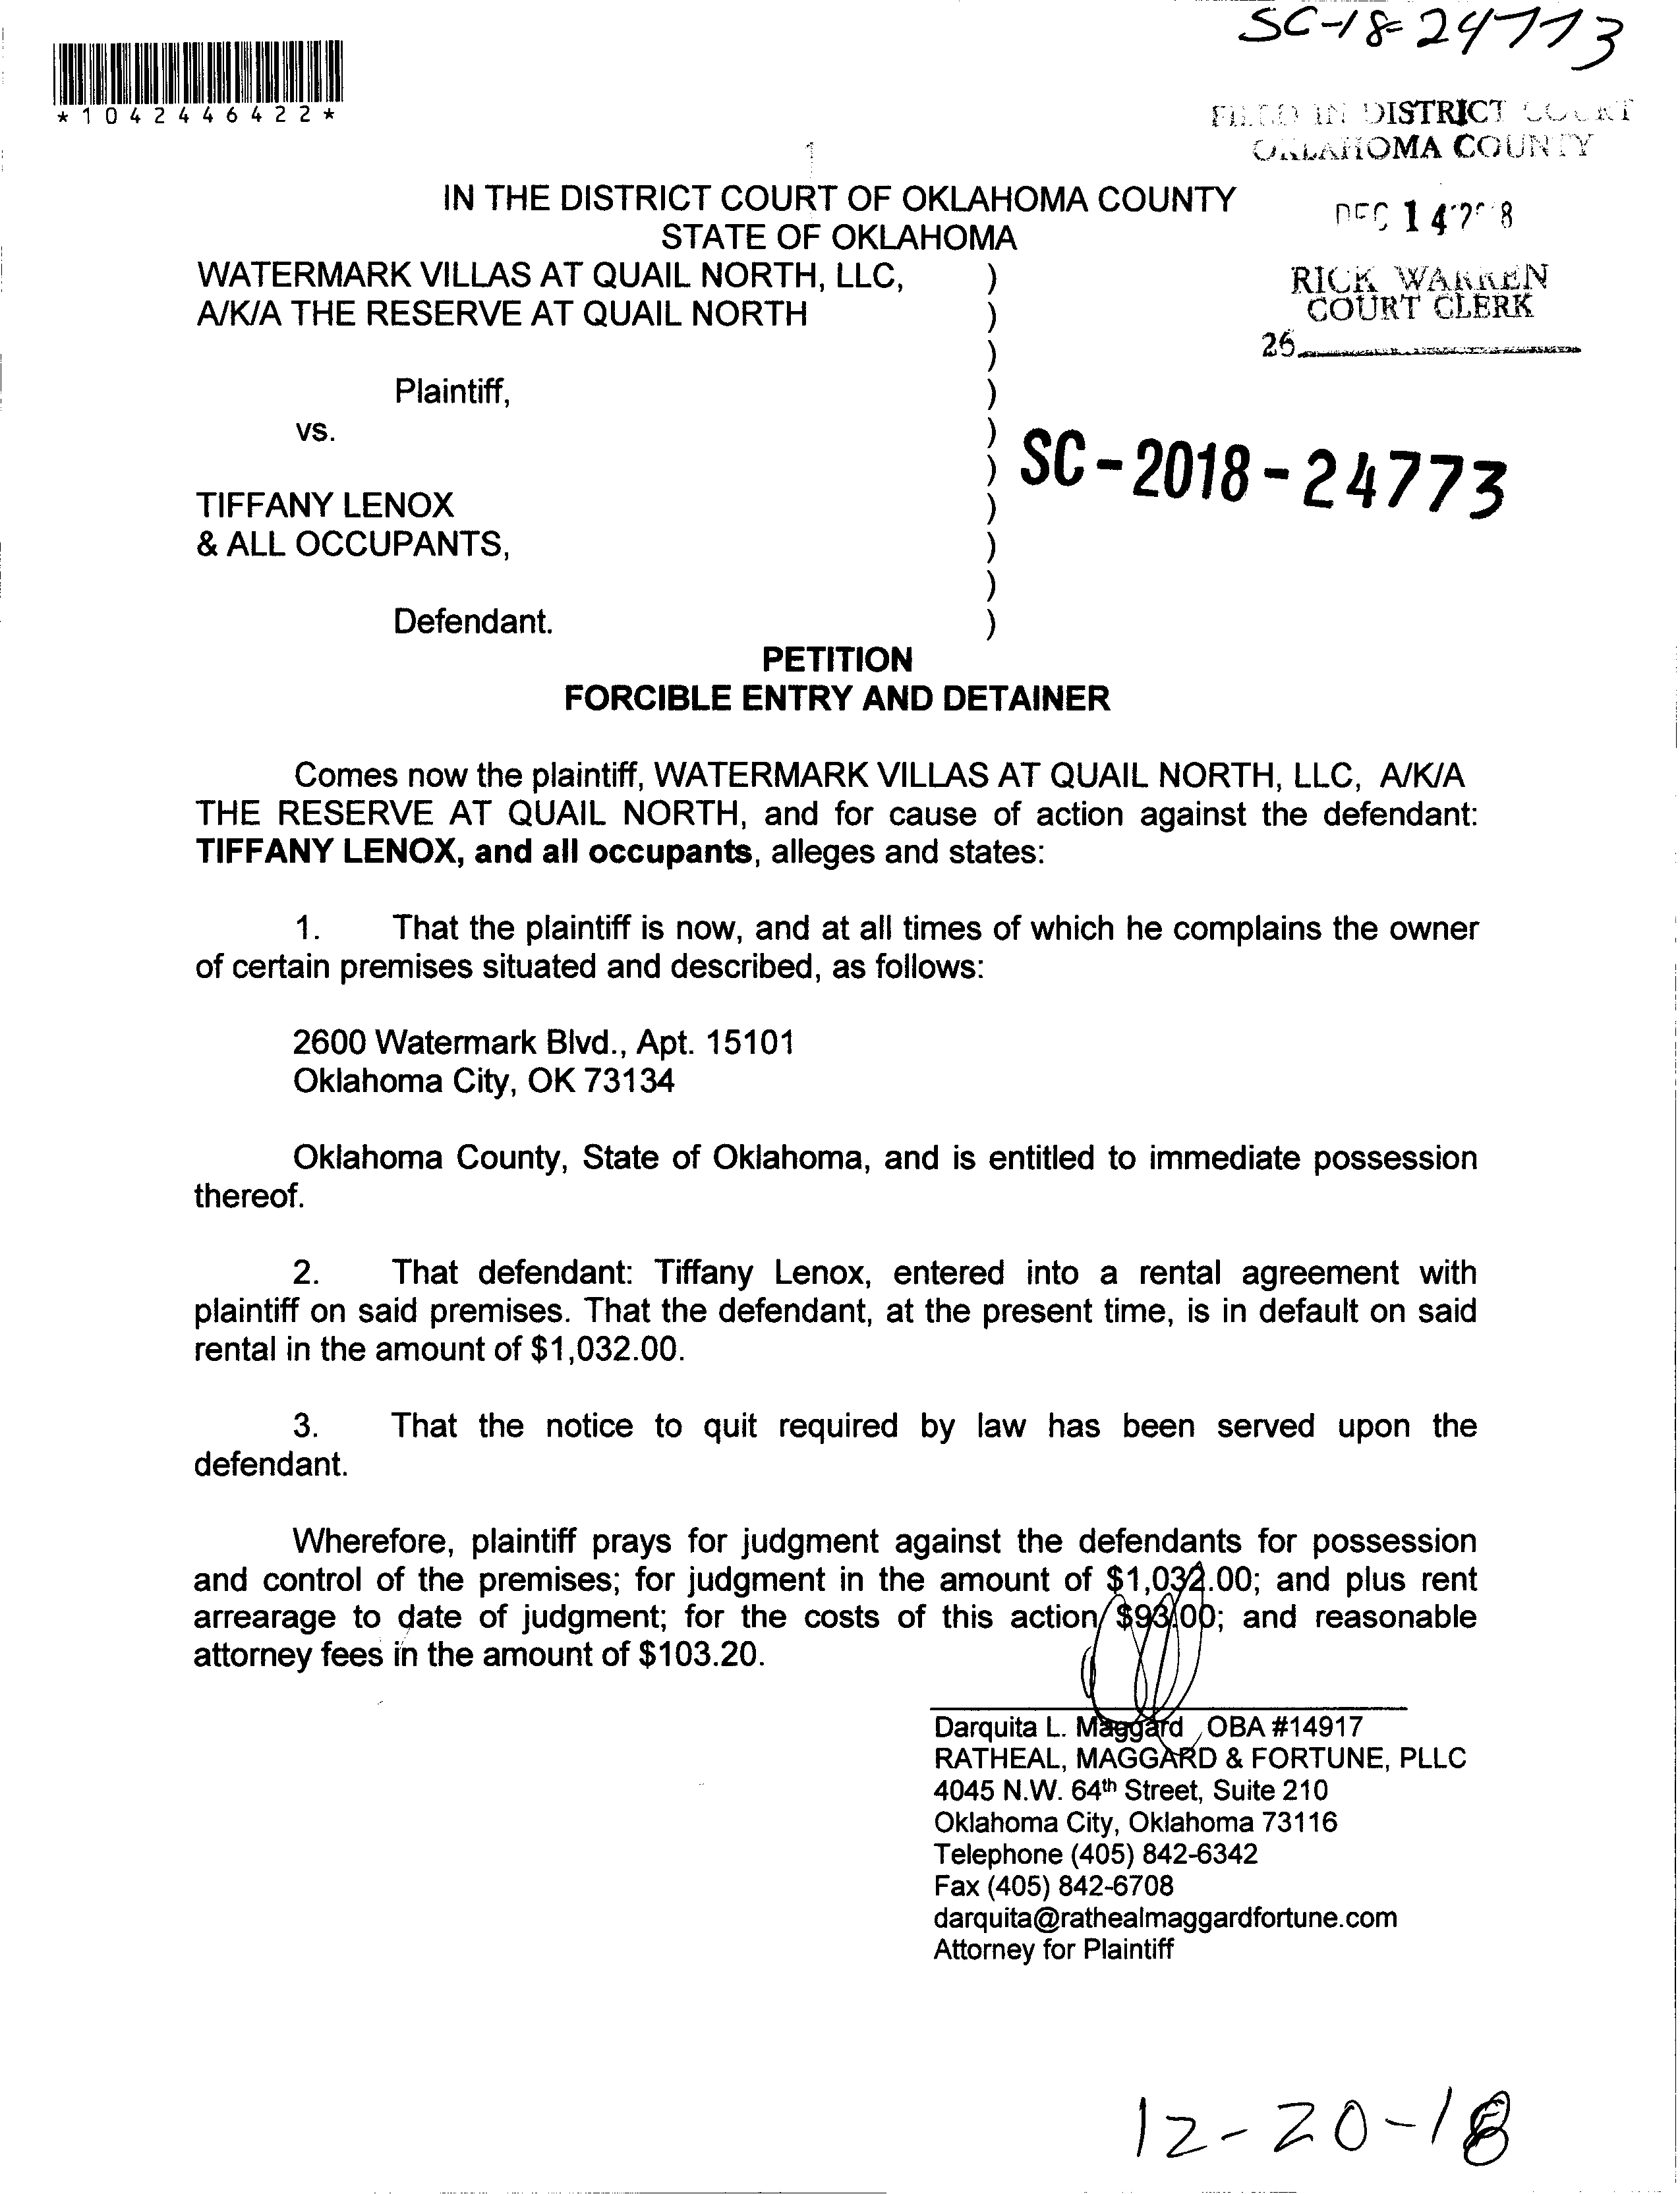 SC-18-24773
*1042446422*
FILED IN DISTRICT COURT
OKLAHOMA COUNTY
IN THE DISTRICT COURT OF OKLAHOMA COUNTY
DEC 14 2018
STATE OF OKLAHOMA
WATERMARK VILLAS AT QUAIL NORTH, LLC, )
A/K/A THE RESERVE AT QUAIL NORTH )
)
RICK WARREN
COURT CLERK
26
Plaintiff, )
vs. )
) SC-2018-24773
TIFFANY LENOX )
& ALL OCCUPANTS, )
)
Defendant. )
PETITION
FORCIBLE ENTRY AND DETAINER
Comes now the plaintiff, WATERMARK VILLAS AT QUAIL NORTH, LLC, A/K/A
THE RESERVE AT QUAIL NORTH, and for cause of action against the defendant:
TIFFANY LENOX, and all occupants, alleges and states:
1. That the plaintiff is now, and at all times of which he complains the owner
of certain premises situated and described, as follows:
2600 Watermark Blvd., Apt. 15101
Oklahoma City, OK 73134
Oklahoma County, State of Oklahoma, and is entitled to immediate possession
thereof.
2. That defendant: Tiffany Lenox, entered into a rental agreement with
plaintiff on said premises. That the defendant, at the present time, is in default on said
rental in the amount of $1,032.00.
3. That the notice to quit required by law has been served upon the
defendant.
Wherefore, plaintiff prays for judgment against the defendants for possession
and control of the premises; for judgment in the amount of $1,032.00; and plus rent
arrearage to date of judgment; for the costs of this action $93.00; and reasonable
attorney fees in the amount of $103.20.
Darquita L. Maggard , OBA #14917
RATHEAL, MAGGARD & FORTUNE, PLLC
4045 N.W. 64th Street, Suite 210
Oklahoma City, Oklahoma 73116
Telephone (405) 842-6342
Fax (405) 842-6708
darquita@rathealmaggardfortune.com
Attorney for Plaintiff
12-20-18